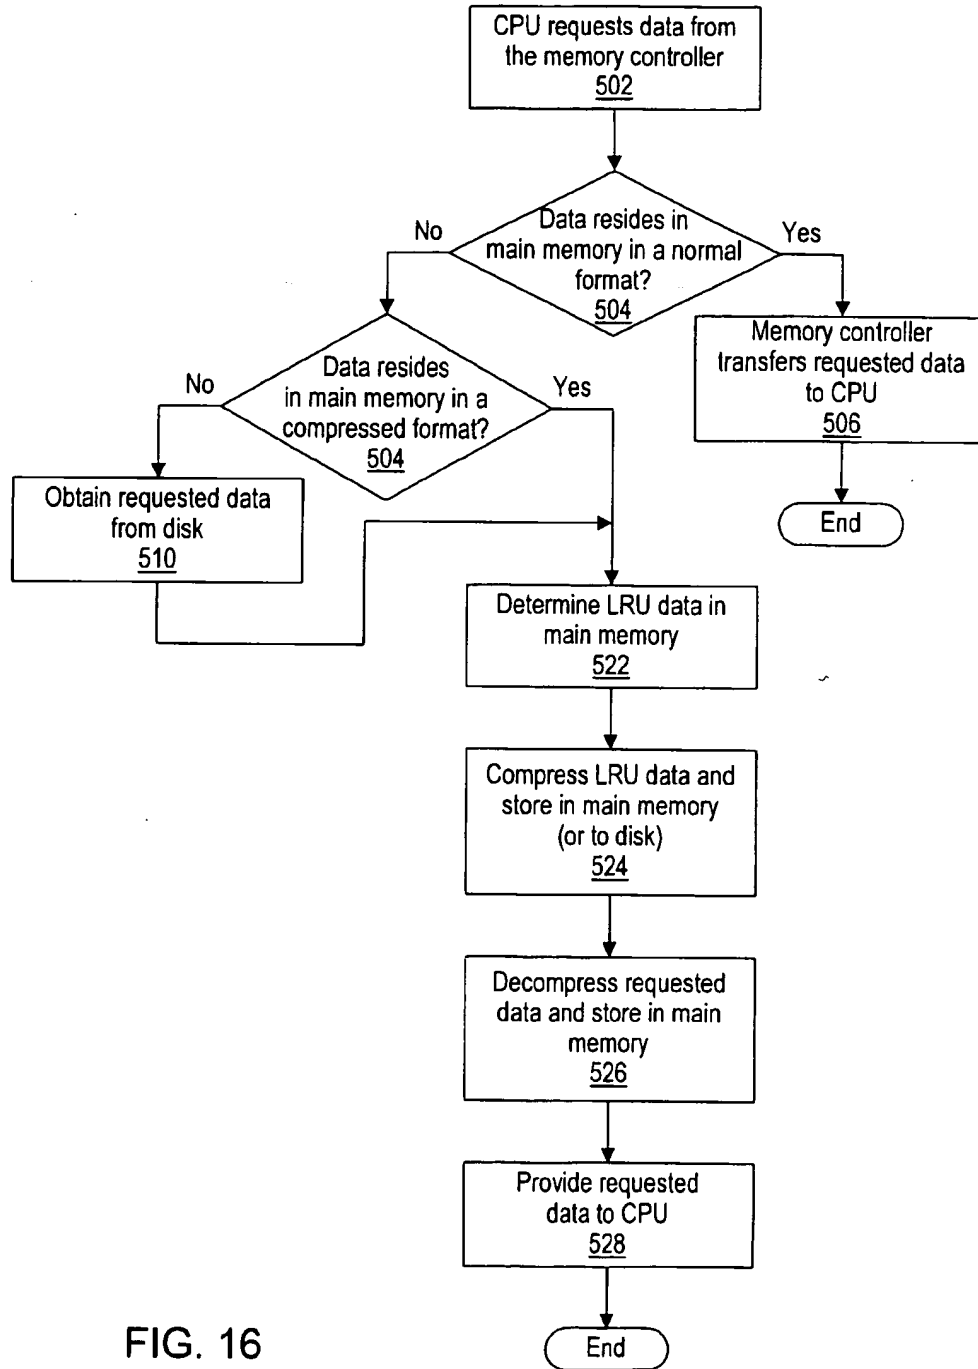 CPU requests data from
the memory controller
502
Data resides in
main memory in a normal
format?
504
No
Yes
Memory controller
transfers requested data
to CPU
506
End
Data resides
in main memory in a
compressed format?
504
No
Yes
Obtain requested data
from disk
510
Determine LRU data in
main memory
522
Compress LRU data and
store in main memory
(or to disk)
524
Decompress requested
data and store in main
memory
526
Provide requested
data to CPU
528
End
FIG. 16